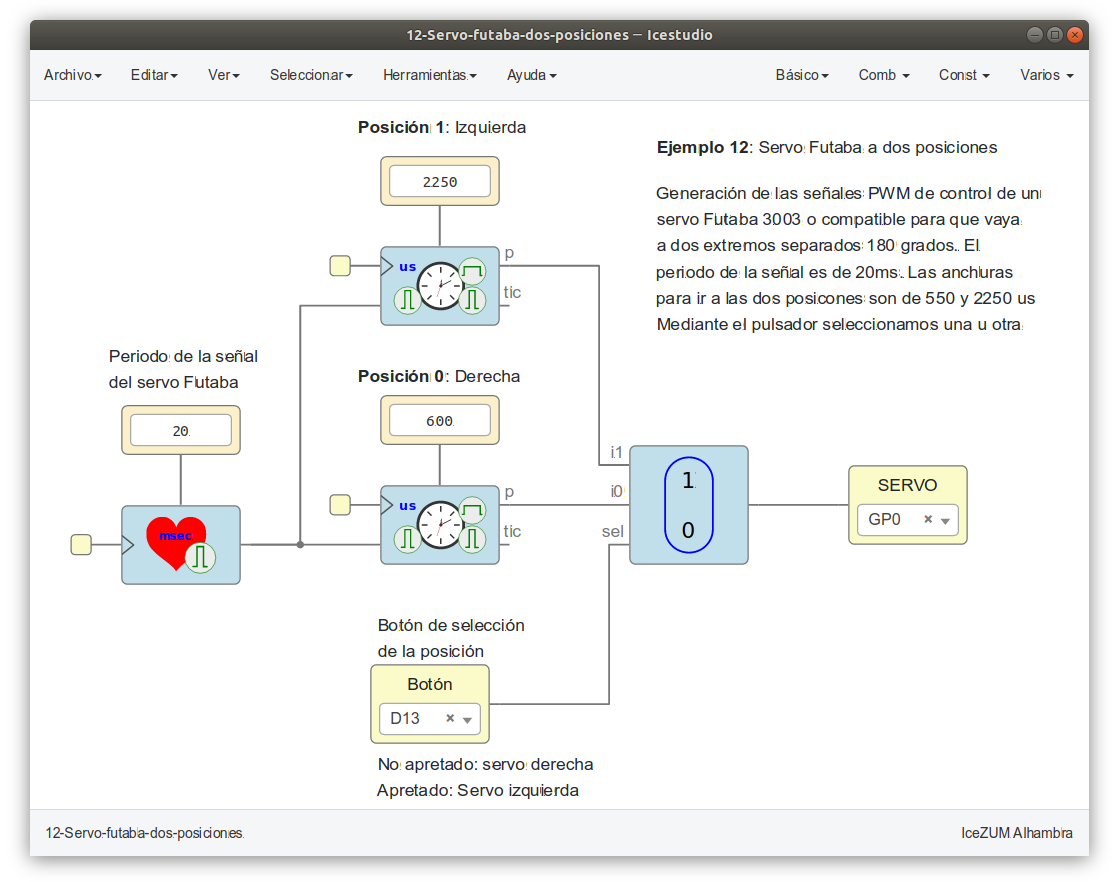 12-Servo-futaba-dos-posiciones — Icestudio
Archivo Editar Ver Seleccionar Herramientas Ayuda Básico Comb Const Varios
Posición 1: Izquierda
2250
us
p
tic
Ejemplo 12: Servo Futaba a dos posiciones
Generación de las señales PWM de control de un
servo Futaba 3003 o compatible para que vaya
a dos extremos separados 180 grados. El
periodo de la señal es de 20ms. Las anchuras
para ir a las dos posicones son de 550 y 2250 us
Mediante el pulsador seleccionamos una u otra
Periodo de la señal
del servo Futaba
20
msec
Posición 0: Derecha
600
us
p
tic
i1
i0
sel
1
0
SERVO
GP0 ×
Botón de selección
de la posición
Botón
D13 ×
No apretado: servo derecha
Apretado: Servo izquierda
12-Servo-futaba-dos-posiciones
IceZUM Alhambra